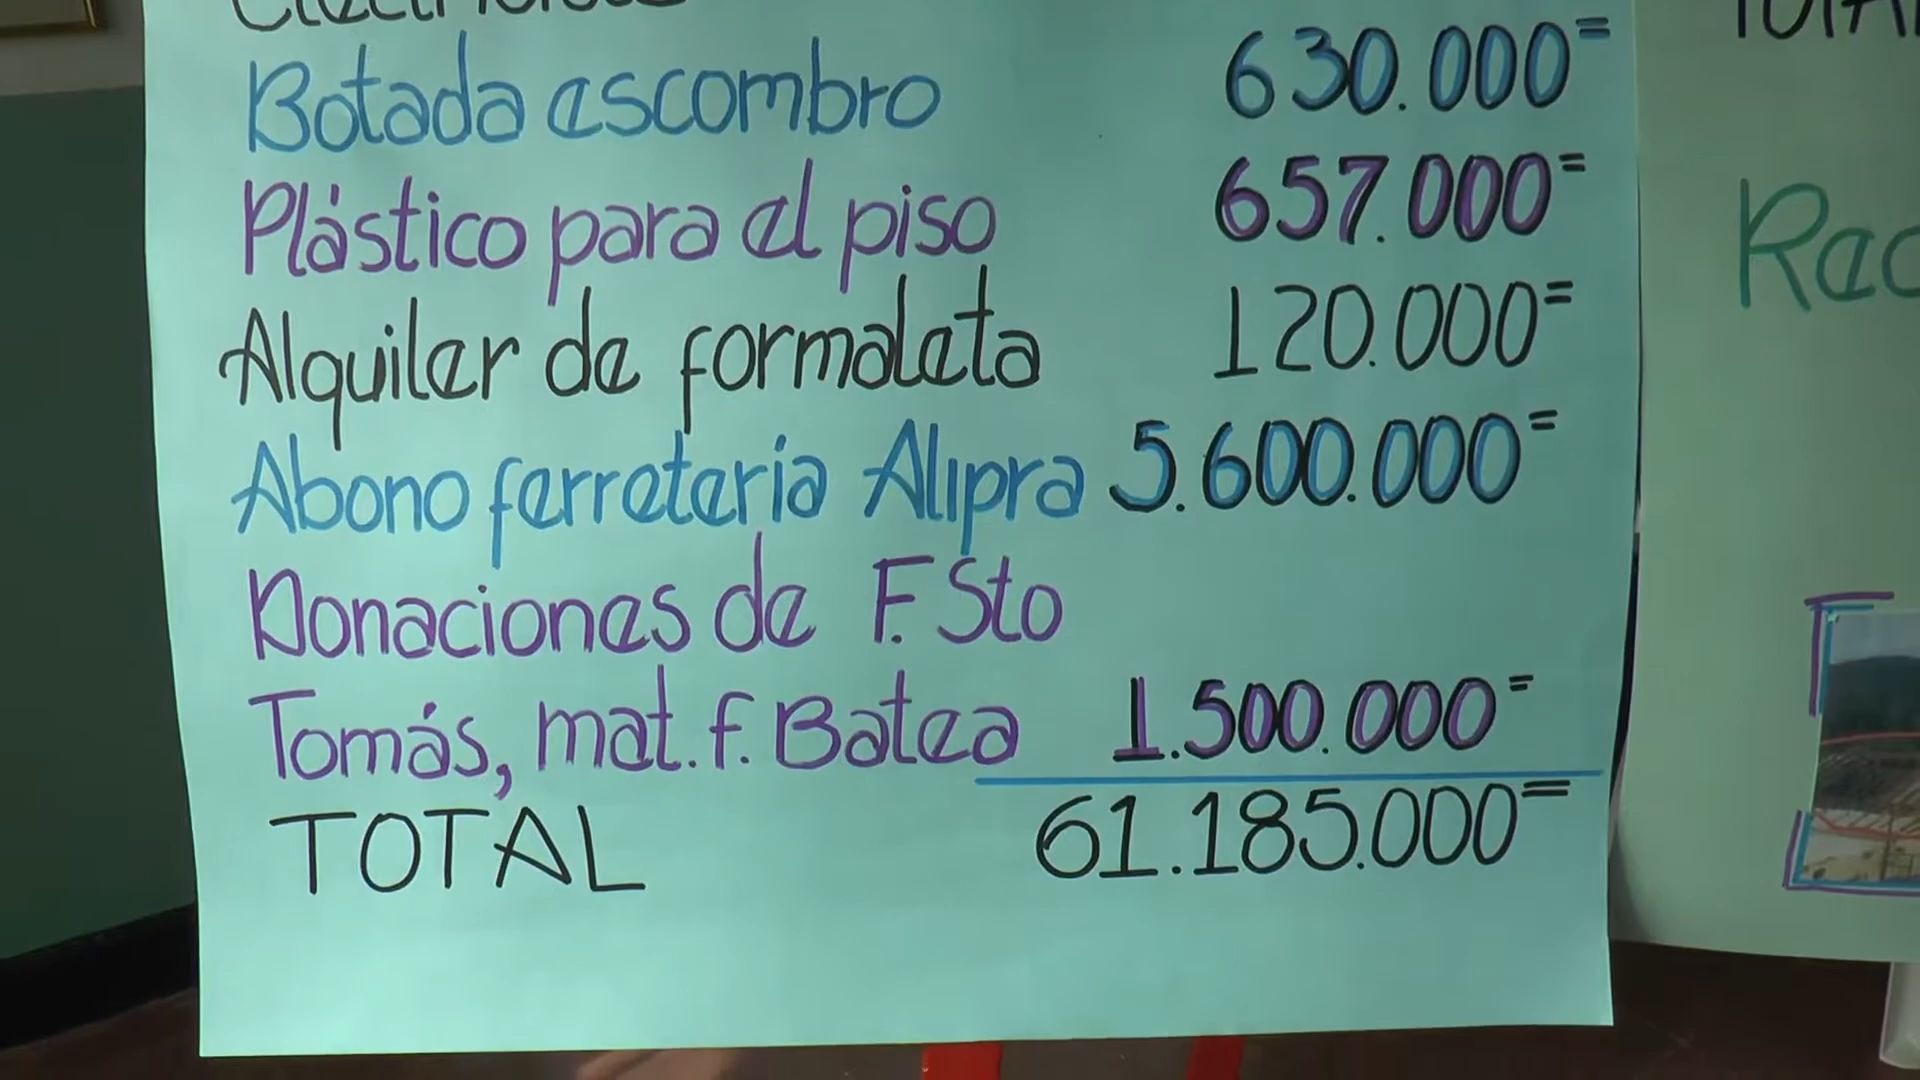 Botada escombro 630.000=
Plástico para el piso 657.000=
Alquiler de formaleta 120.000=
Abono ferreteria Alipra 5.600.000=
Donaciones de F. Sto
Tomás, mat. f. Batea 1.500.000=
TOTAL 61.185.000=